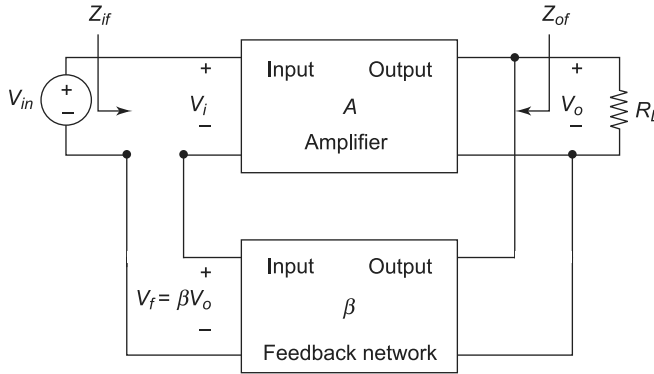 Z_if
Z_of
V_in
+
−
+
V_i
−
Input
Output
A
Amplifier
+
V_o
−
R_L
+
V_f = βV_o
−
Input
Output
β
Feedback network